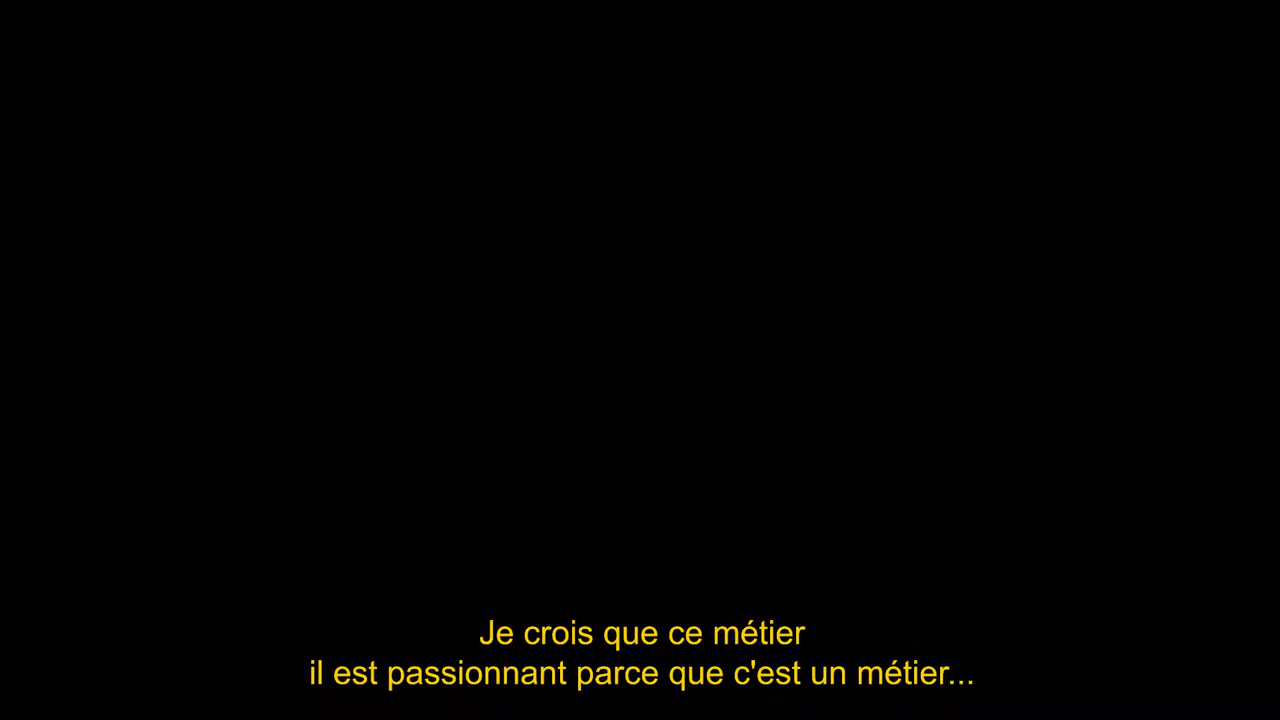 Je crois que ce métier
il est passionnant parce que c'est un métier...